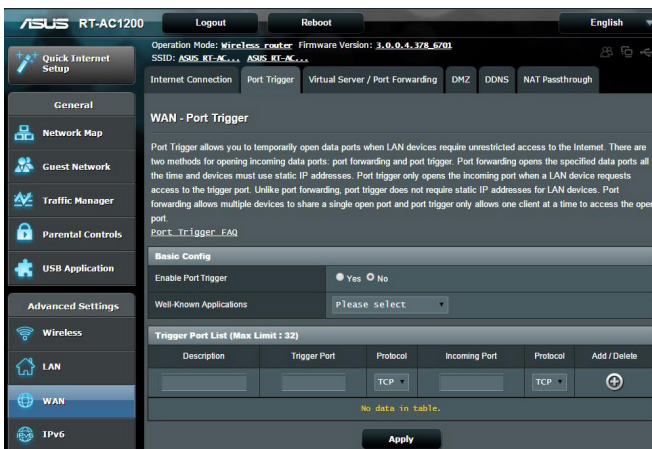 ASUS RT-AC1200 Logout Reboot English
Quick Internet Setup
Operation Mode: Wireless router Firmware Version: 3.0.0.4.378_6701
SSID: ASUS RT-AC... ASUS RT-AC...
Internet Connection Port Trigger Virtual Server / Port Forwarding DMZ DDNS NAT Passthrough
General
Network Map
Guest Network
Traffic Manager
Parental Controls
USB Application
Advanced Settings
Wireless
LAN
WAN
IPv6
WAN - Port Trigger
Port Trigger allows you to temporarily open data ports when LAN devices require unrestricted access to the Internet. There are
two methods for opening incoming data ports: port forwarding and port trigger. Port forwarding opens the specified data ports all
the time and devices must use static IP addresses. Port trigger only opens the incoming port when a LAN device requests
access to the trigger port. Unlike port forwarding, port trigger does not require static IP addresses for LAN devices. Port
forwarding allows multiple devices to share a single open port and port trigger only allows one client at a time to access the open
port.
Port Trigger FAQ
Basic Config
Enable Port Trigger Yes No
Well-Known Applications Please select
Trigger Port List (Max Limit : 32)
Description Trigger Port Protocol Incoming Port Protocol Add / Delete
TCP TCP
No data in table.
Apply